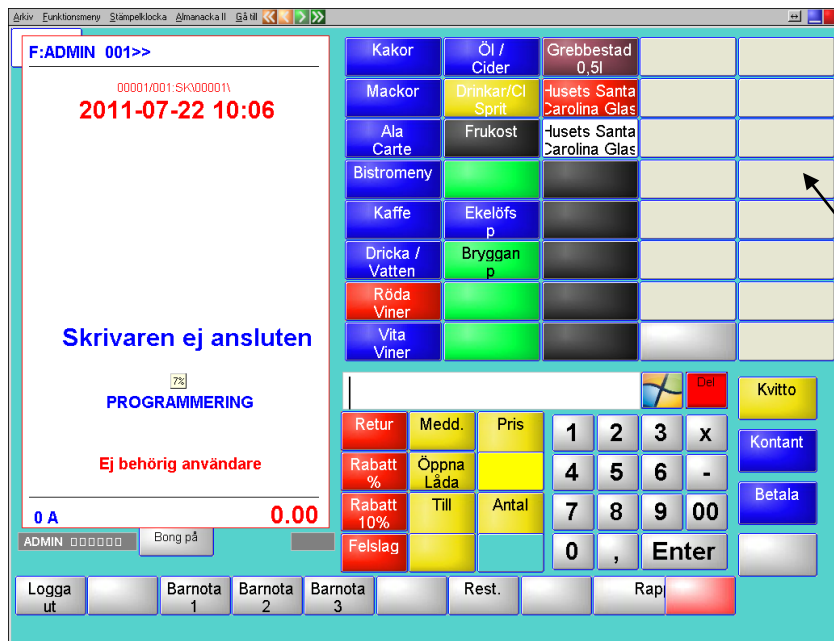 Arkiv Funktionsmeny Stämpelklocka Almanacka II Gå till
F:ADMIN 001>>
00001/001:SK\00001\
2011-07-22 10:06
Skrivaren ej ansluten
7%
PROGRAMMERING
Ej behörig användare
0 A 0.00
ADMIN
Bong på
Kakor
Öl /
Cider
Grebbestad
0,5l
Mackor
Drinkar/Cl
Sprit
Husets Santa
Carolina Glas
Ala
Carte
Frukost
Husets Santa
Carolina Glas
Bistromeny
Kaffe
Ekelöfs
p
Dricka /
Vatten
Bryggan
p
Röda
Viner
Vita
Viner
Del
Kvitto
Retur
Medd.
Pris
1 2 3 X
Kontant
Rabatt
%
Öppna
Låda
4 5 6 -
Betala
Rabatt
10%
Till
Antal
7 8 9 00
Felslag
0 , Enter
Logga
ut
Barnota
1
Barnota
2
Barnota
3
Rest.
Rap